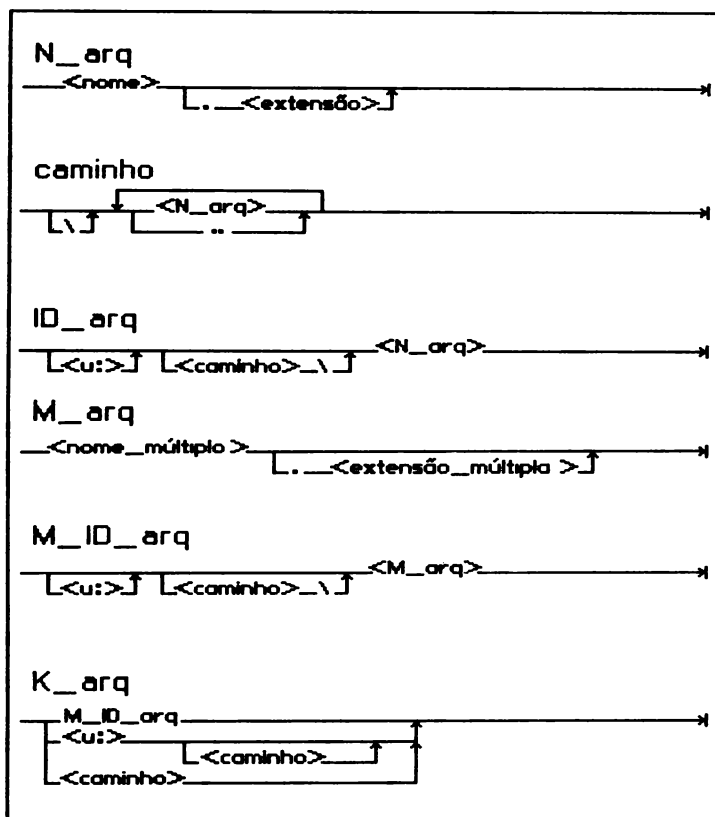 N_arq
<nome>
. <extensão>
caminho
<N_arq>
\ ..
ID_arq
<N_arq>
<u:> <caminho> \
M_arq
<nome_múltiplo>
. <extensão_múltipla >
M_ID_arq
<M_arq>
<u:> <caminho> \
K_arq
M_ID_arq
<u:>
<caminho>
<caminho>